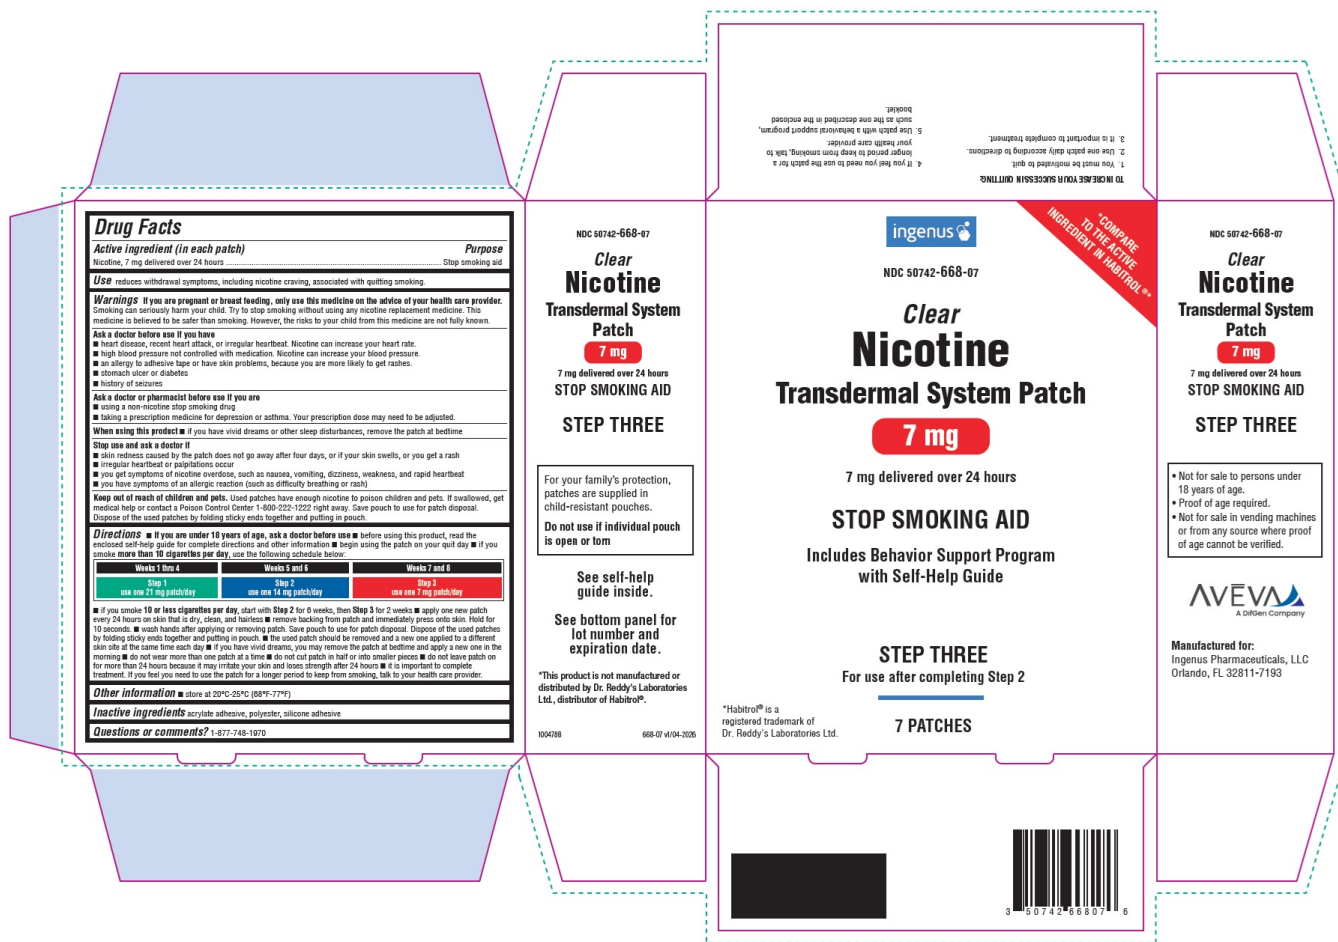 TO INCREASE YOUR SUCCESS IN QUITTING:
1. You must be motivated to quit.
2. Use one patch daily according to directions.
3. It is important to complete treatment.
4. If you feel you need to use the patch for a
longer period to keep from smoking, talk to
your health care provider.
5. Use patch with a behavioral support program,
such as the one described in the enclosed
booklet.
Drug Facts
Active ingredient (in each patch) Purpose
Nicotine, 7 mg delivered over 24 hours ........ Stop smoking aid
Use reduces withdrawal symptoms, including nicotine craving, associated with quitting smoking.
Warnings If you are pregnant or breast feeding, only use this medicine on the advice of your health care provider.
Smoking can seriously harm your child. Try to stop smoking without using any nicotine replacement medicine. This
medicine is believed to be safer than smoking. However, the risks to your child from this medicine are not fully known.
Ask a doctor before use if you have
■ heart disease, recent heart attack, or irregular heartbeat. Nicotine can increase your heart rate.
■ high blood pressure not controlled with medication. Nicotine can increase your blood pressure.
■ an allergy to adhesive tape or have skin problems, because you are more likely to get rashes.
■ stomach ulcer or diabetes
■ history of seizures
Ask a doctor or pharmacist before use if you are
■ using a non-nicotine stop smoking drug
■ taking a prescription medicine for depression or asthma. Your prescription dose may need to be adjusted.
When using this product ■ if you have vivid dreams or other sleep disturbances, remove the patch at bedtime
Stop use and ask a doctor if
■ skin redness caused by the patch does not go away after four days, or if your skin swells, or you get a rash
■ irregular heartbeat or palpitations occur
■ you get symptoms of nicotine overdose, such as nausea, vomiting, dizziness, weakness, and rapid heartbeat
■ you have symptoms of an allergic reaction (such as difficulty breathing or rash)
Keep out of reach of children and pets. Used patches have enough nicotine to poison children and pets. If swallowed, get
medical help or contact a Poison Control Center 1-800-222-1222 right away. Save pouch to use for patch disposal.
Dispose of the used patches by folding sticky ends together and putting in pouch.
Directions ■ If you are under 18 years of age, ask a doctor before use ■ before using this product, read the
enclosed self-help guide for complete directions and other information ■ begin using the patch on your quit day ■ if you
smoke more than 10 cigarettes per day, use the following schedule below:
Weeks 1 thru 4 Weeks 5 and 6 Weeks 7 and 8
Step 1 Step 2 Step 3
use one 21 mg patch/day use one 14 mg patch/day use one 7 mg patch/day
■ if you smoke 10 or less cigarettes per day, start with Step 2 for 6 weeks, then Step 3 for 2 weeks ■ apply one new patch
every 24 hours on skin that is dry, clean, and hairless ■ remove backing from patch and immediately press onto skin. Hold for
10 seconds. ■ wash hands after applying or removing patch. Save pouch to use for patch disposal. Dispose of the used patches
by folding sticky ends together and putting in pouch. ■ the used patch should be removed and a new one applied to a different
skin site at the same time each day ■ if you have vivid dreams, you may remove the patch at bedtime and apply a new one in the
morning ■ do not wear more than one patch at a time ■ do not cut patch in half or into smaller pieces ■ do not leave patch on
for more than 24 hours because it may irritate your skin and loses strength after 24 hours ■ it is important to complete
treatment. If you feel you need to use the patch for a longer period to keep from smoking, talk to your health care provider.
Other information ■ store at 20°C-25°C (68°F-77°F)
Inactive ingredients acrylate adhesive, polyester, silicone adhesive
Questions or comments? 1-877-748-1970
NDC 50742-668-07
Clear
Nicotine
Transdermal System
Patch
7 mg
7 mg delivered over 24 hours
STOP SMOKING AID
STEP THREE
For your family's protection,
patches are supplied in
child-resistant pouches.
Do not use if individual pouch
is open or torn
See self-help
guide inside.
See bottom panel for
lot number and
expiration date.
*This product is not manufactured or
distributed by Dr. Reddy's Laboratories
Ltd., distributor of Habitrol®.
1004788 668-07 v1/04-2026
ingenus
*COMPARE
TO THE ACTIVE
INGREDIENT IN HABITROL®*
NDC 50742-668-07
Clear
Nicotine
Transdermal System Patch
7 mg
7 mg delivered over 24 hours
STOP SMOKING AID
Includes Behavior Support Program
with Self-Help Guide
STEP THREE
For use after completing Step 2
7 PATCHES
*Habitrol® is a
registered trademark of
Dr. Reddy's Laboratories Ltd.
NDC 50742-668-07
Clear
Nicotine
Transdermal System
Patch
7 mg
7 mg delivered over 24 hours
STOP SMOKING AID
STEP THREE
• Not for sale to persons under
18 years of age.
• Proof of age required.
• Not for sale in vending machines
or from any source where proof
of age cannot be verified.
AVĒVA
A DifGen Company
Manufactured for:
Ingenus Pharmaceuticals, LLC
Orlando, FL 32811-7193
3 50742 66807 6